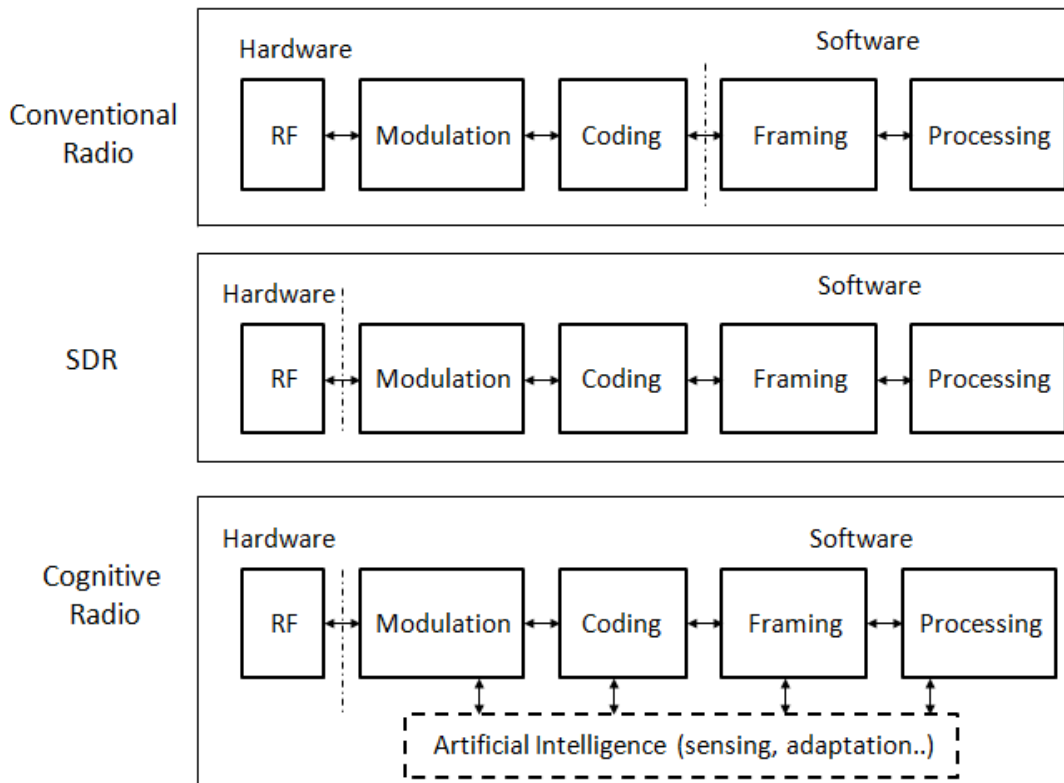 Hardware
Software
Conventional
Radio
RF
Modulation
Coding
Framing
Processing
Hardware
Software
SDR
RF
Modulation
Coding
Framing
Processing
Hardware
Software
Cognitive
Radio
RF
Modulation
Coding
Framing
Processing
Artificial Intelligence (sensing, adaptation..)